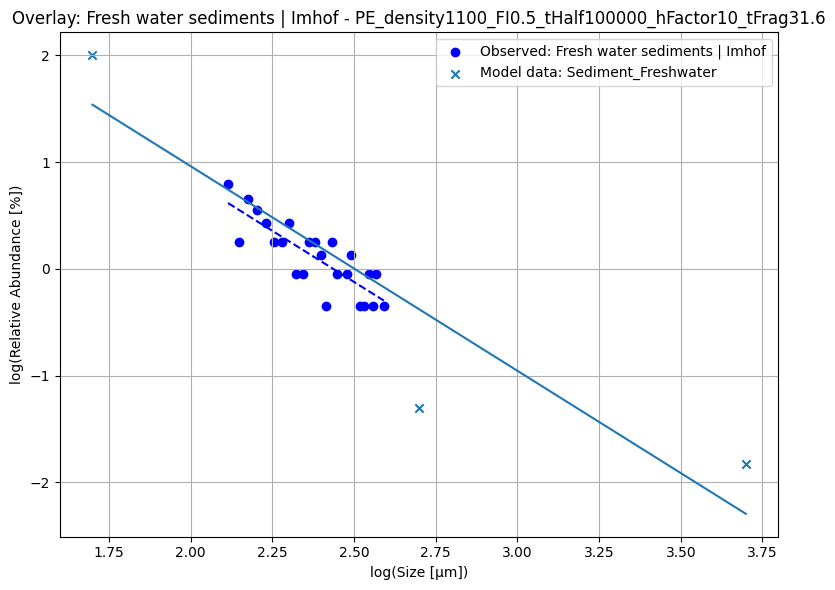 Overlay: Fresh water sediments | Imhof - PE_density1100_FI0.5_tHalf100000_hFactor10_tFrag31.6
Observed: Fresh water sediments | Imhof
Model data: Sediment_Freshwater
log(Relative Abundance [%])
2
1
0
−1
−2
1.75
2.00
2.25
2.50
2.75
3.00
3.25
3.50
3.75
log(Size [μm])